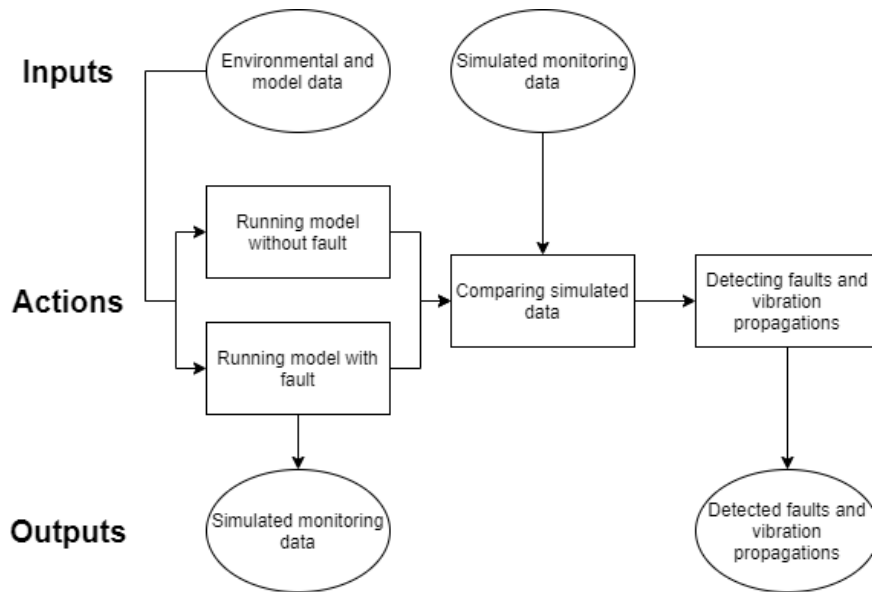 Inputs
Environmental and
model data
Simulated monitoring
data
Actions
Running model
without fault
Running model with
fault
Comparing simulated
data
Detecting faults and
vibration
propagations
Outputs
Simulated monitoring
data
Detected faults and
vibration
propagations